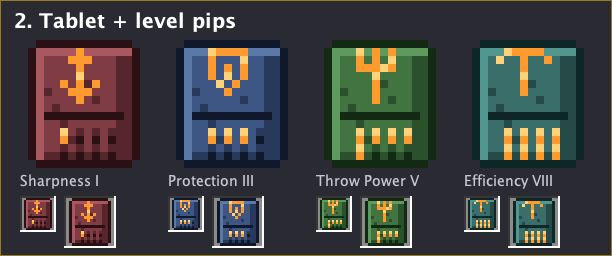 2. Tablet + level pips
Sharpness I
Protection III
Throw Power V
Efficiency VIII